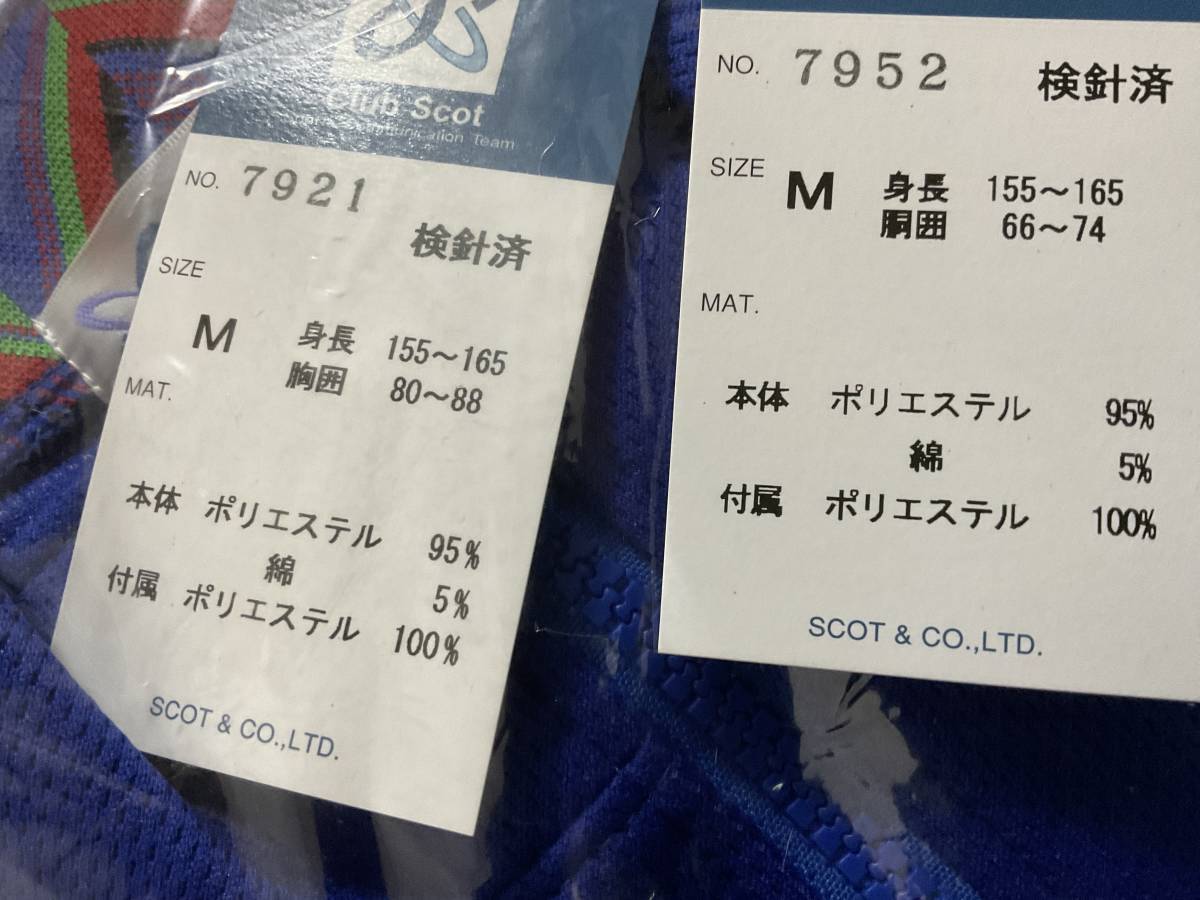 Club Scot
Communication Team
NO. 7921
検針済
SIZE
M 身長 155～165
胸囲 80～88
MAT.
本体 ポリエステル 95%
綿 5%
付属 ポリエステル 100%
SCOT & CO.,LTD.
NO. 7952 検針済
SIZE M 身長 155～165
胴囲 66～74
MAT.
本体 ポリエステル 95%
綿 5%
付属 ポリエステル 100%
SCOT & CO.,LTD.